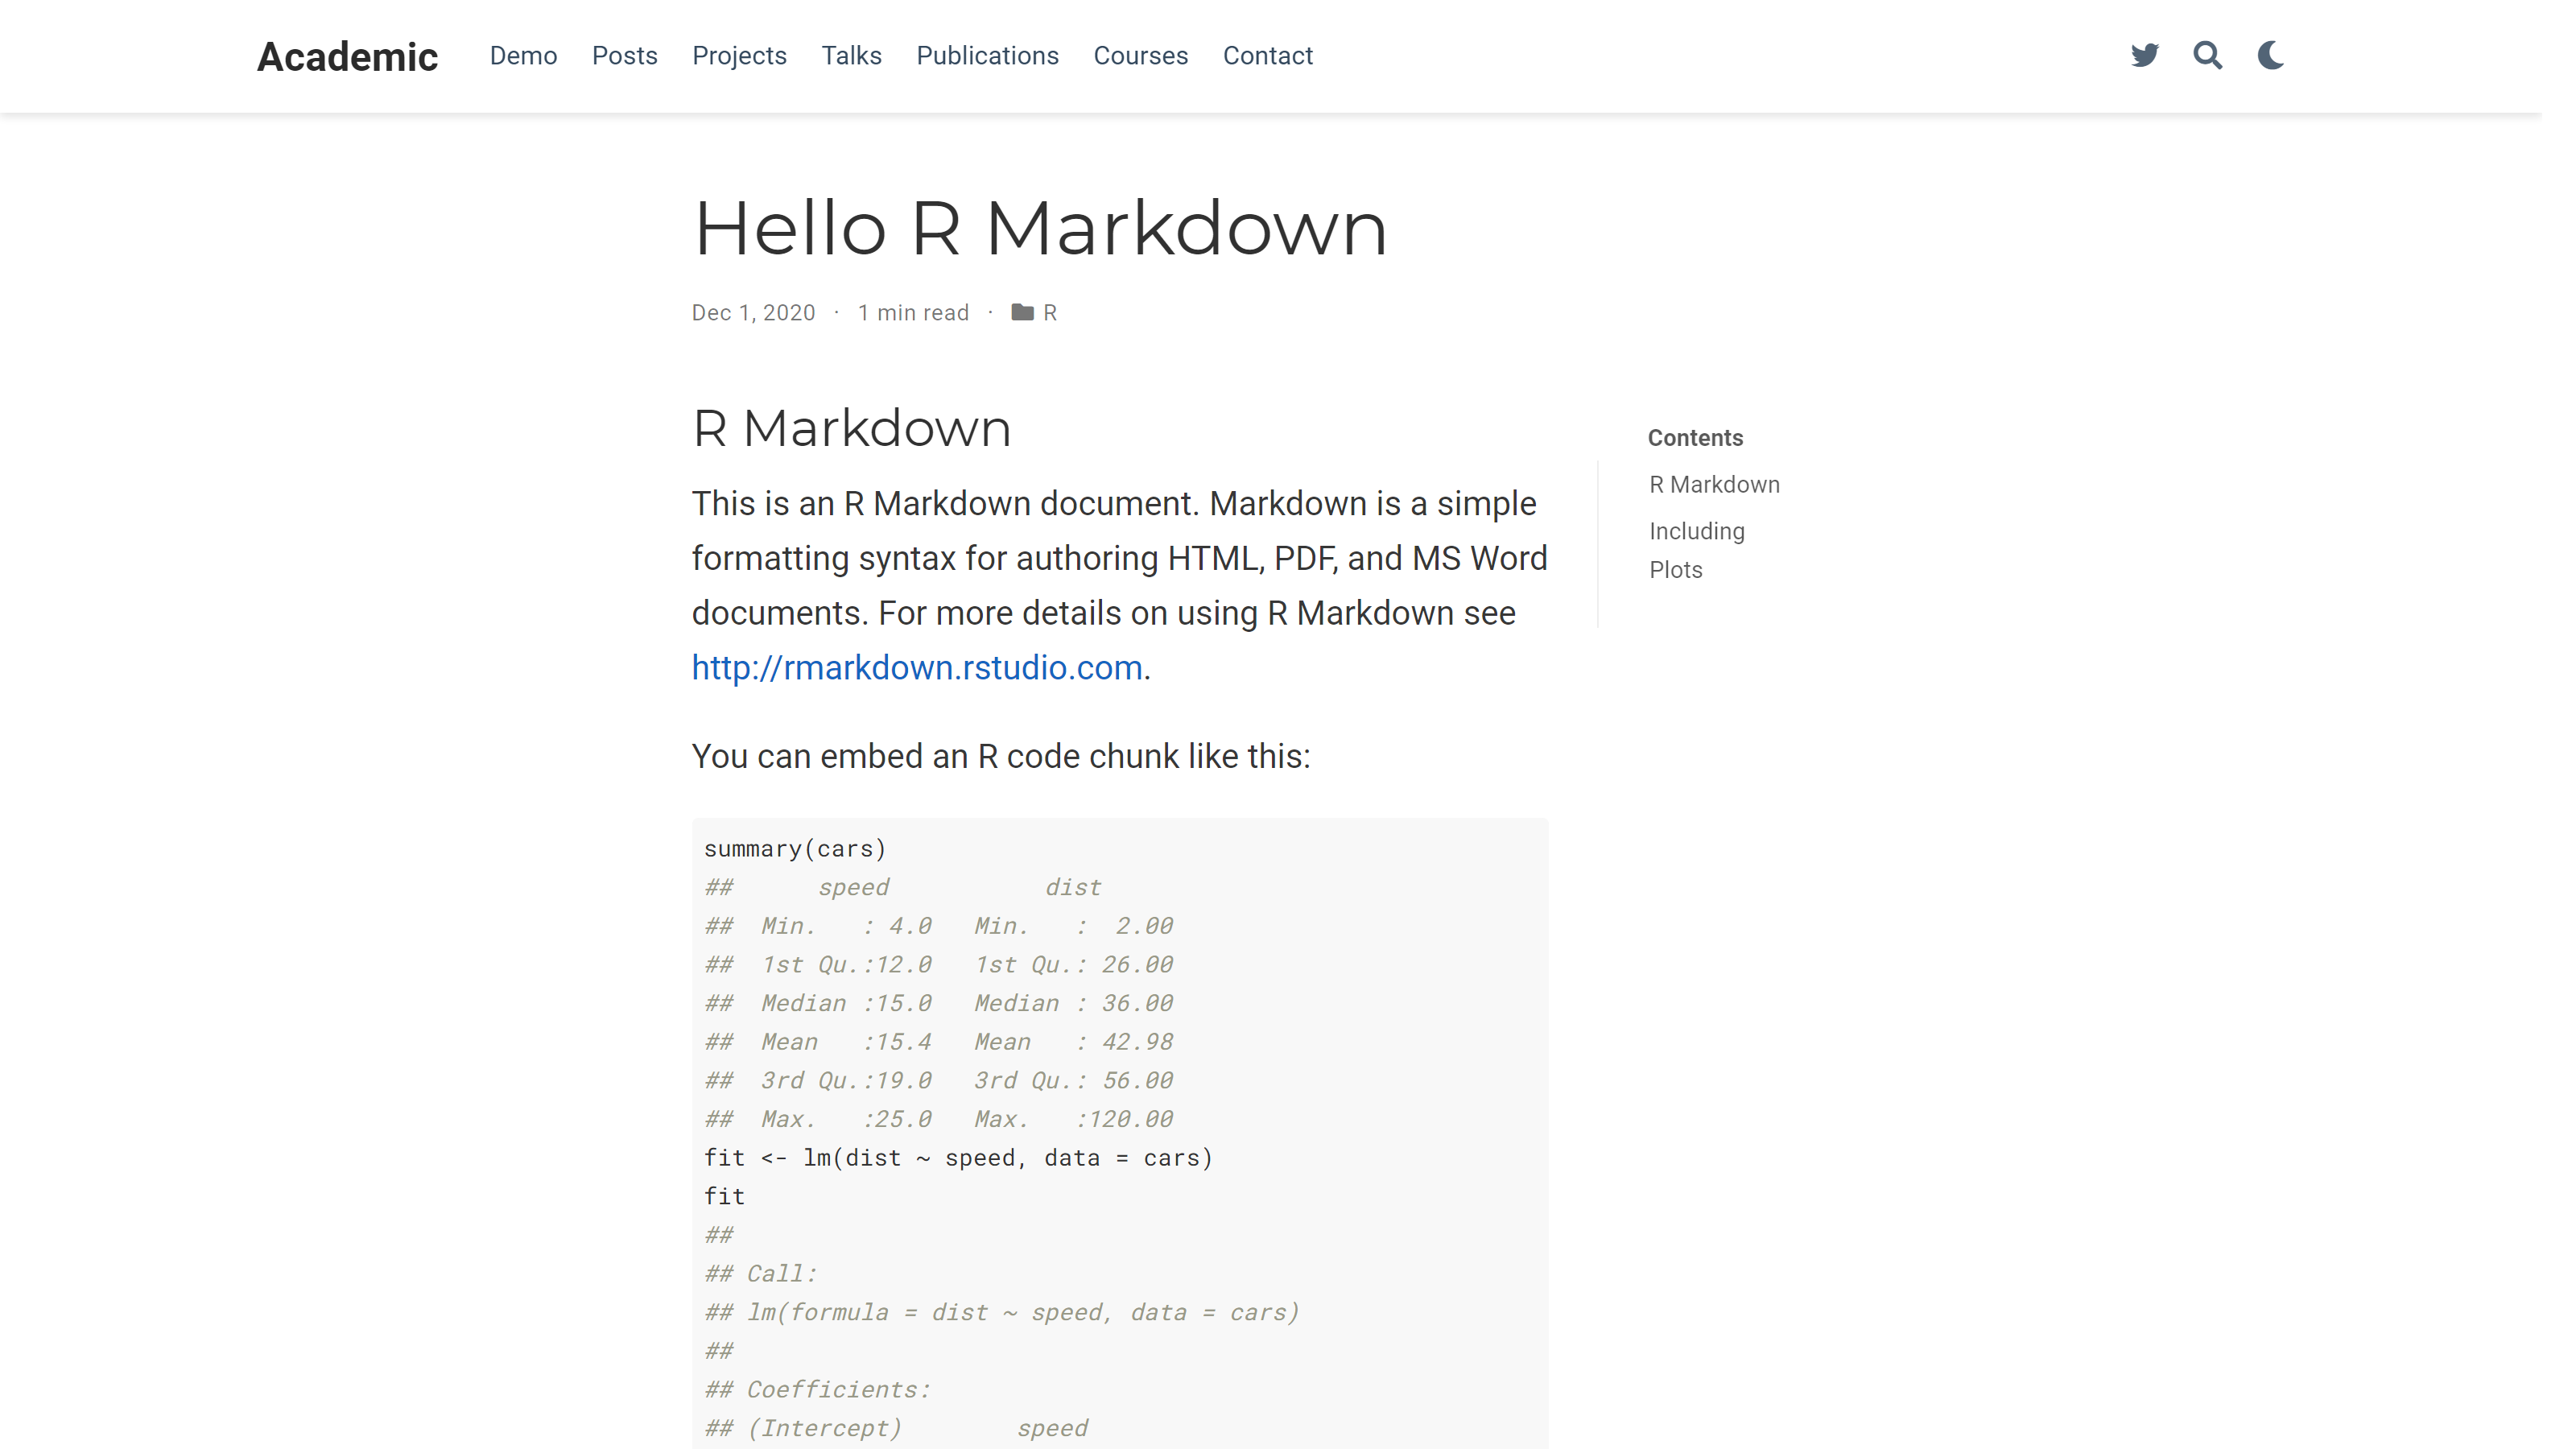 Academic Demo Posts Projects Talks Publications Courses Contact
Hello R Markdown
Dec 1, 2020 · 1 min read · R
R Markdown
This is an R Markdown document. Markdown is a simple
formatting syntax for authoring HTML, PDF, and MS Word
documents. For more details on using R Markdown see
http://rmarkdown.rstudio.com.
You can embed an R code chunk like this:
summary(cars)
##      speed           dist
##  Min.   : 4.0   Min.   :  2.00
##  1st Qu.:12.0   1st Qu.: 26.00
##  Median :15.0   Median : 36.00
##  Mean   :15.4   Mean   : 42.98
##  3rd Qu.:19.0   3rd Qu.: 56.00
##  Max.   :25.0   Max.   :120.00
fit <- lm(dist ~ speed, data = cars)
fit
##
## Call:
## lm(formula = dist ~ speed, data = cars)
##
## Coefficients:
## (Intercept)        speed
Contents
R Markdown
Including
Plots